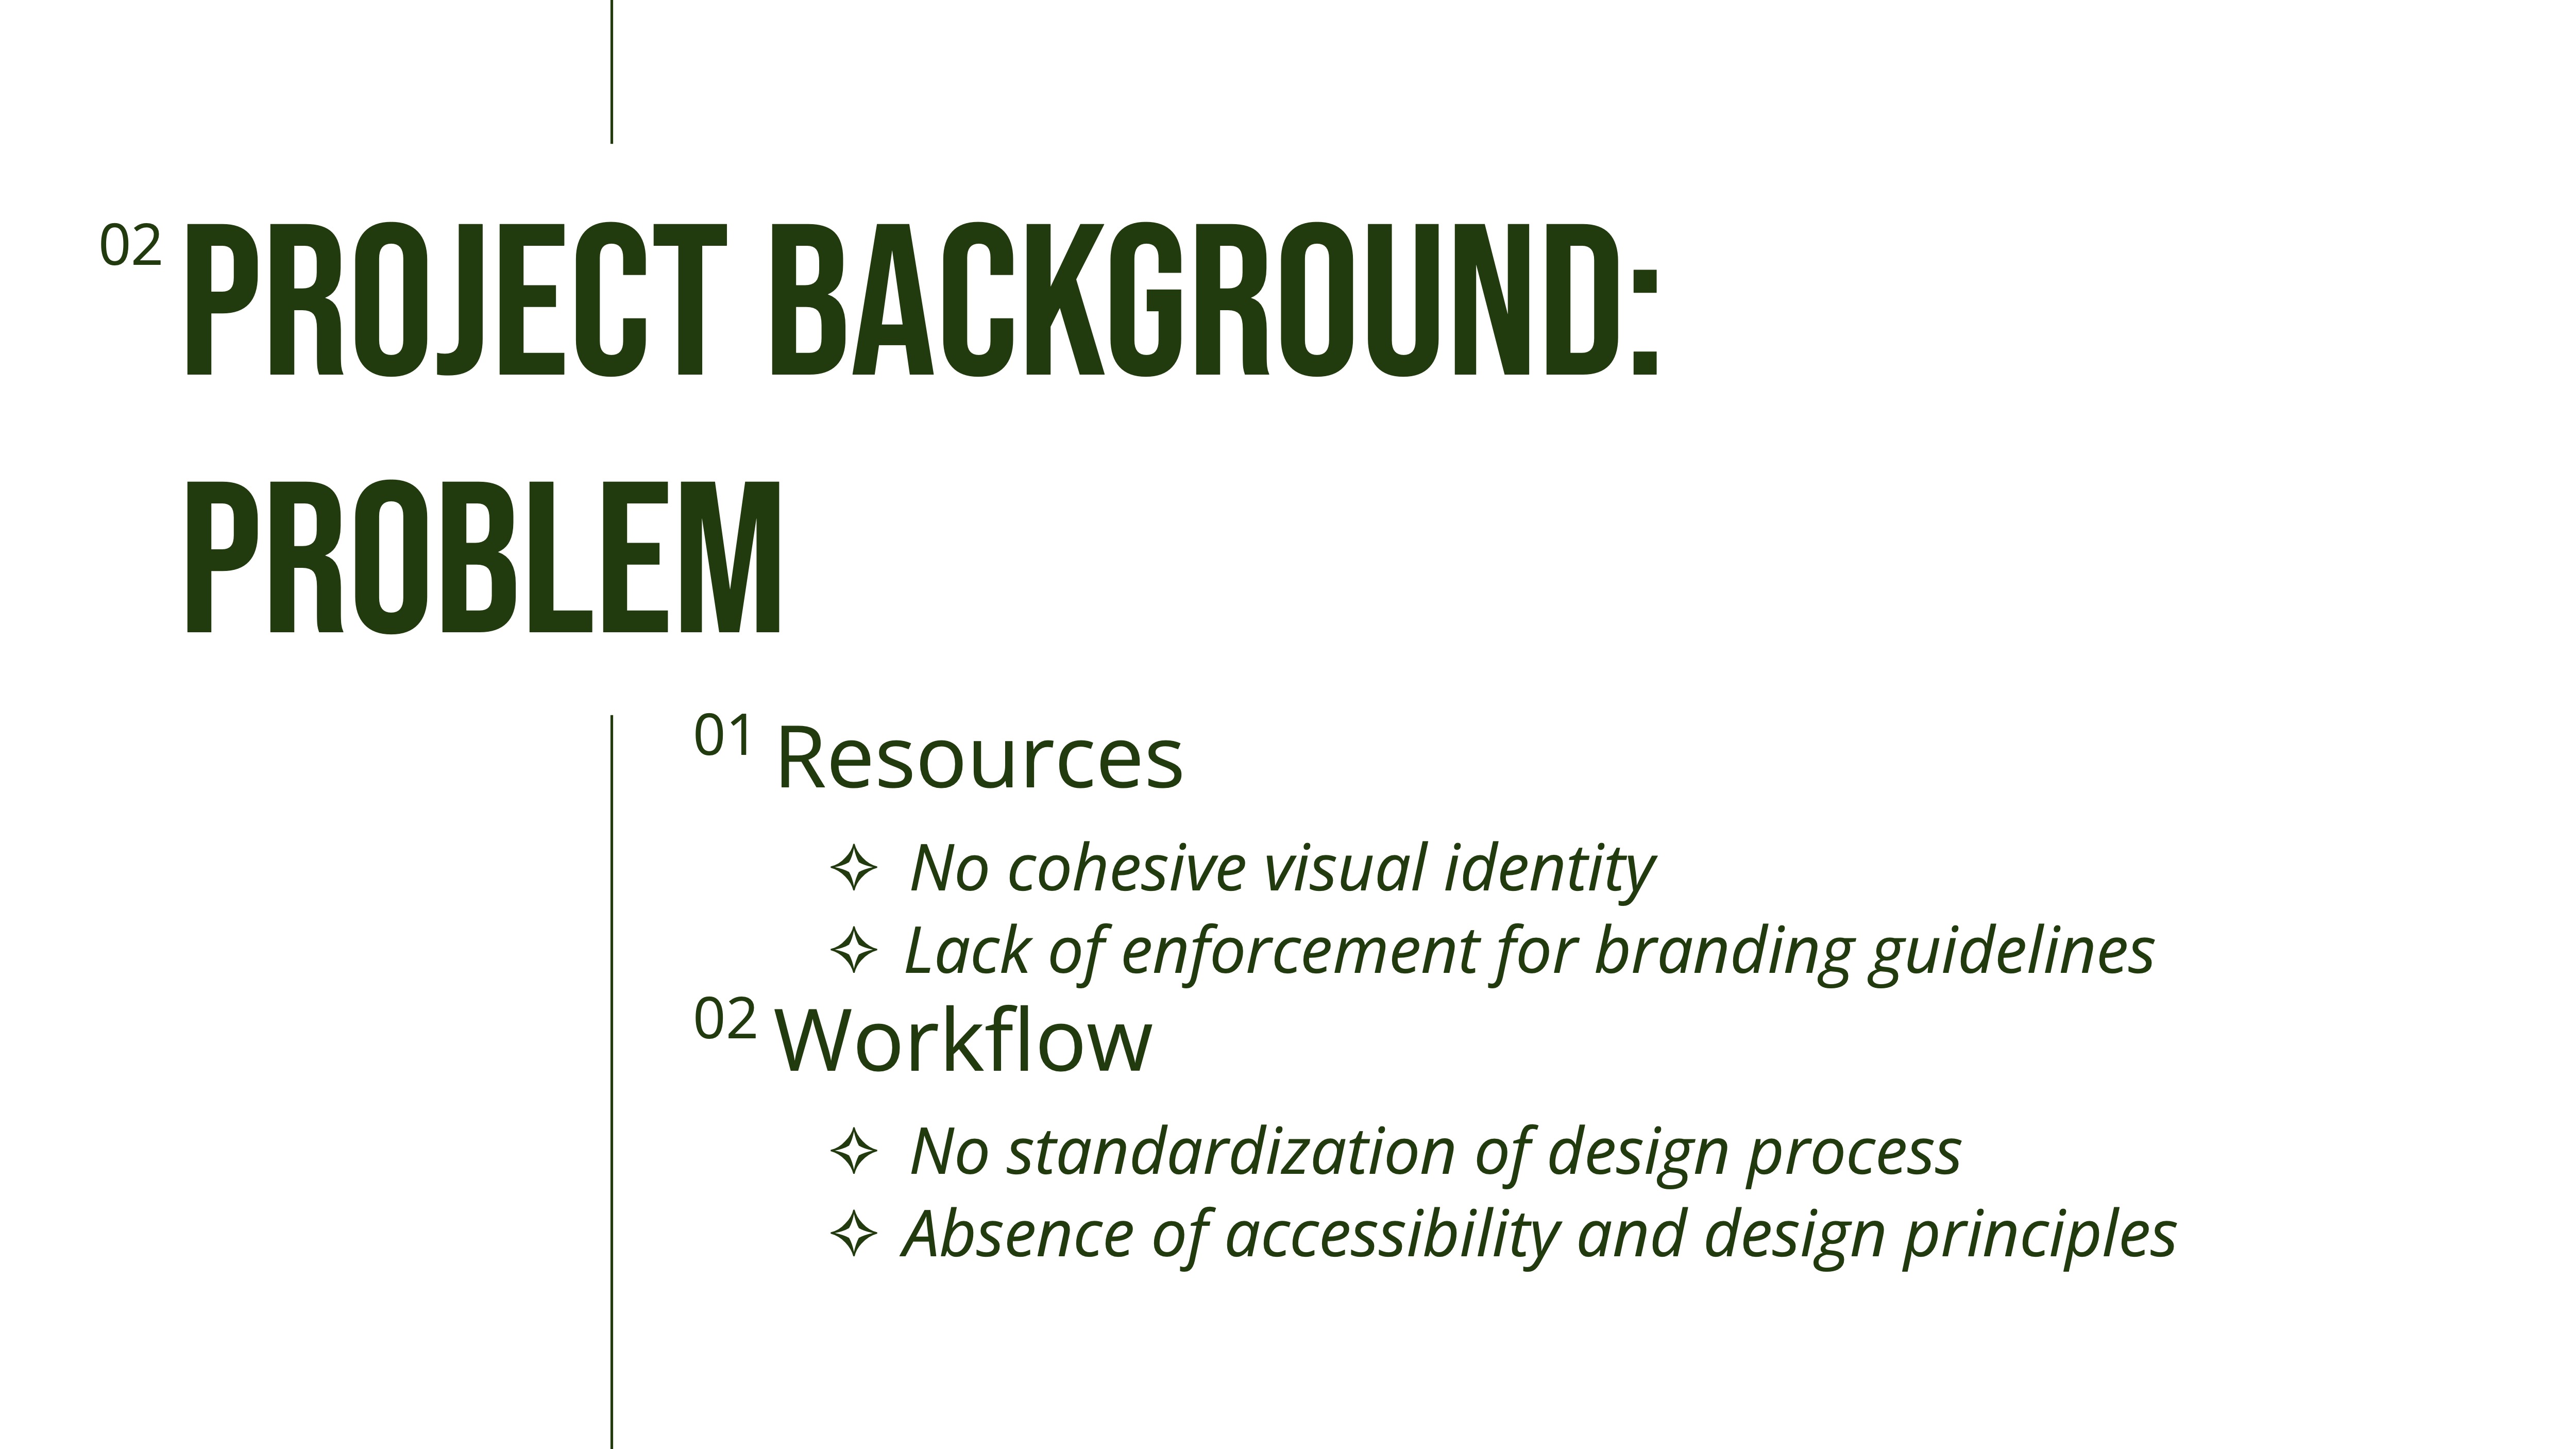 02 PROJECT BACKGROUND:
PROBLEM
01 Resources
✧ No cohesive visual identity
✧ Lack of enforcement for branding guidelines
02 Workflow
✧ No standardization of design process
✧ Absence of accessibility and design principles